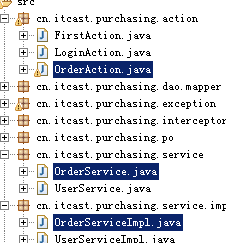 src
cn.itcast.purchasing.action
FirstAction.java
LoginAction.java
OrderAction.java
cn.itcast.purchasing.dao.mapper
cn.itcast.purchasing.exception
cn.itcast.purchasing.interceptor
cn.itcast.purchasing.po
cn.itcast.purchasing.service
OrderService.java
UserService.java
cn.itcast.purchasing.service.imp
OrderServiceImpl.java
UserServiceImpl.java